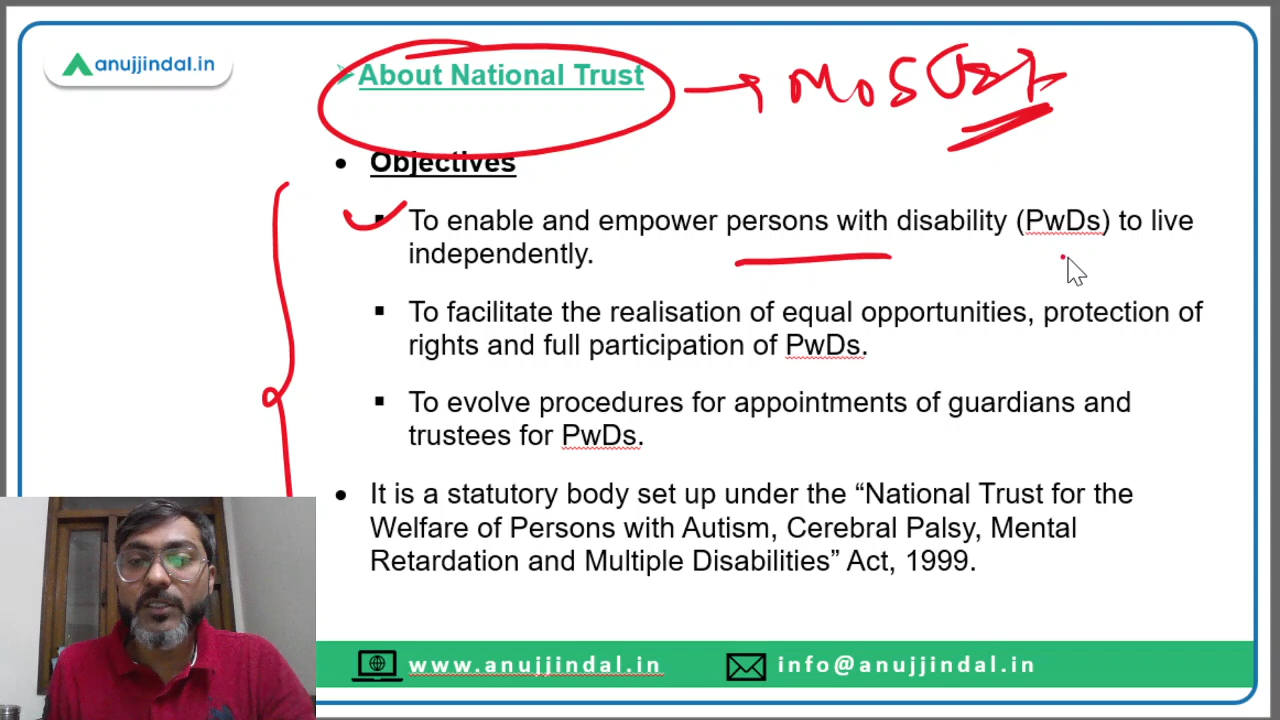 anujjindal.in
About National Trust
Objectives
To enable and empower persons with disability (PwDs) to live
independently.
To facilitate the realisation of equal opportunities, protection of
rights and full participation of PwDs.
To evolve procedures for appointments of guardians and
trustees for PwDs.
It is a statutory body set up under the “National Trust for the
Welfare of Persons with Autism, Cerebral Palsy, Mental
Retardation and Multiple Disabilities” Act, 1999.
www.anujjindal.in
info@anujjindal.in